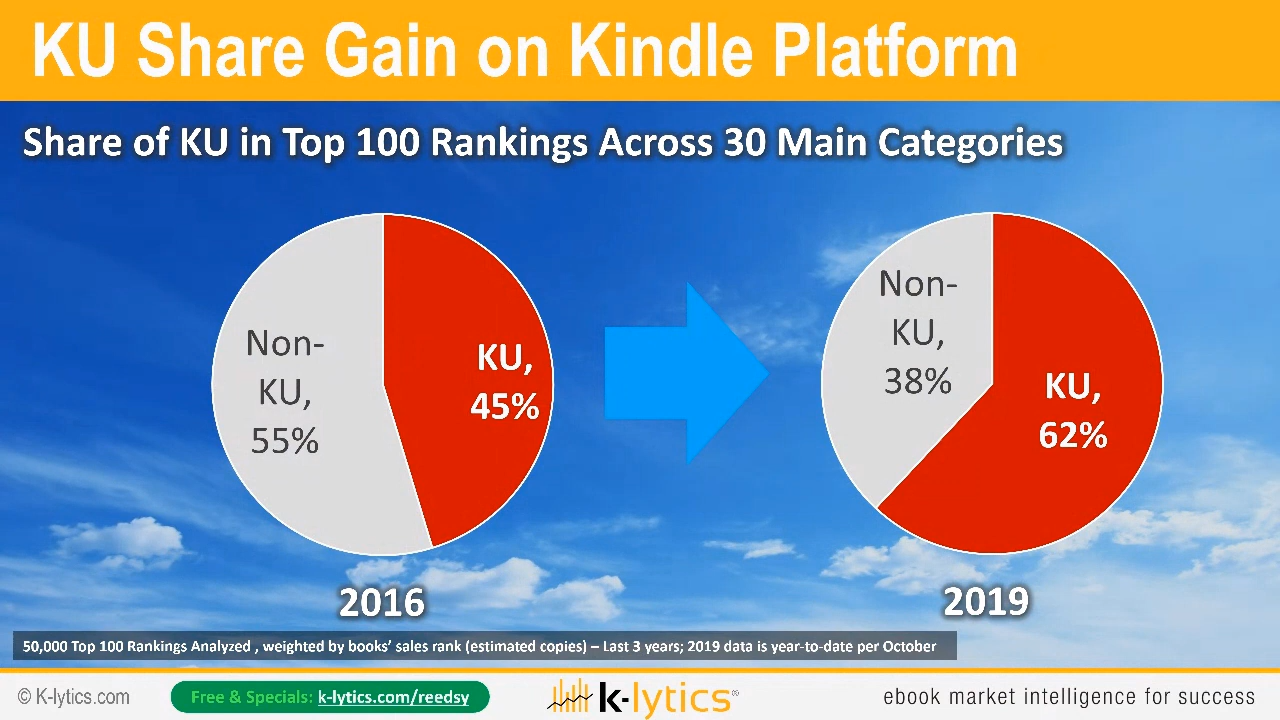 KU Share Gain on Kindle Platform
Share of KU in Top 100 Rankings Across 30 Main Categories
Non-
KU,
55%
KU,
45%
Non-
KU,
38%
KU,
62%
2016
2019
50,000 Top 100 Rankings Analyzed , weighted by books’ sales rank (estimated copies) – Last 3 years; 2019 data is year-to-date per October
© K-lytics.com
Free & Specials: k-lytics.com/reedsy
k-lytics®
ebook market intelligence for success